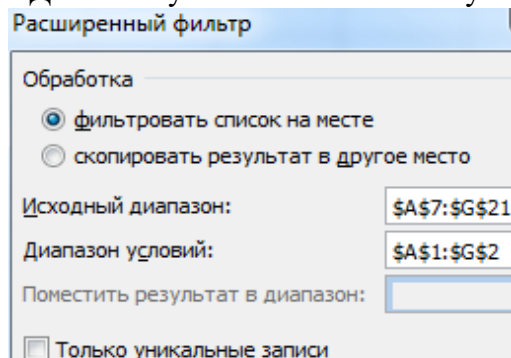 Расширенный фильтр
Обработка
фильтровать список на месте
скопировать результат в другое место
Исходный диапазон: $A$7:$G$21
Диапазон условий: $A$1:$G$2
Поместить результат в диапазон:
Только уникальные записи